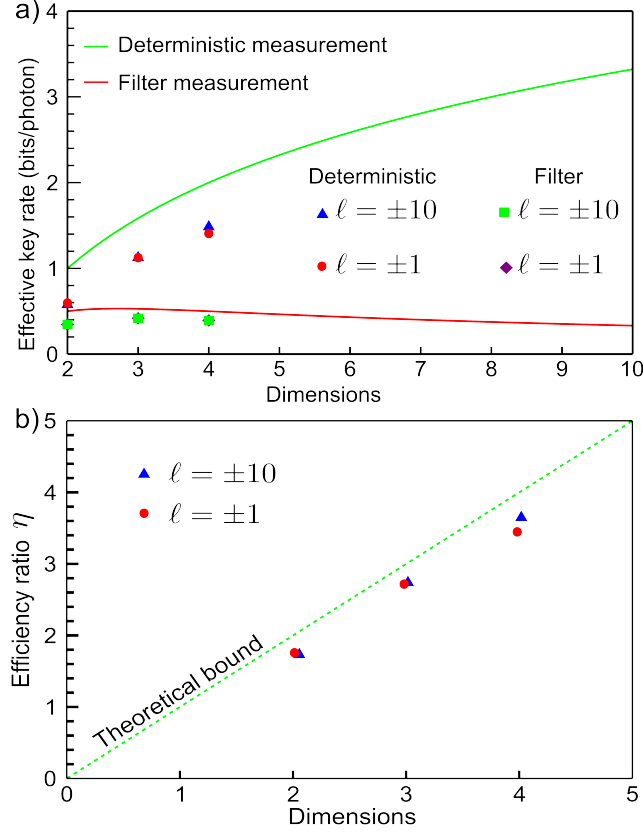 a)
4
3
2
1
0
Effective key rate (bits/photon)
Deterministic measurement
Filter measurement
Deterministic Filter
ℓ = ±10 ℓ = ±10
ℓ = ±1 ℓ = ±1
2 3 4 5 6 7 8 9 10
Dimensions
b)
5
4
3
2
1
0
Efficiency ratio η
ℓ = ±10
ℓ = ±1
Theoretical bound
0 1 2 3 4 5
Dimensions